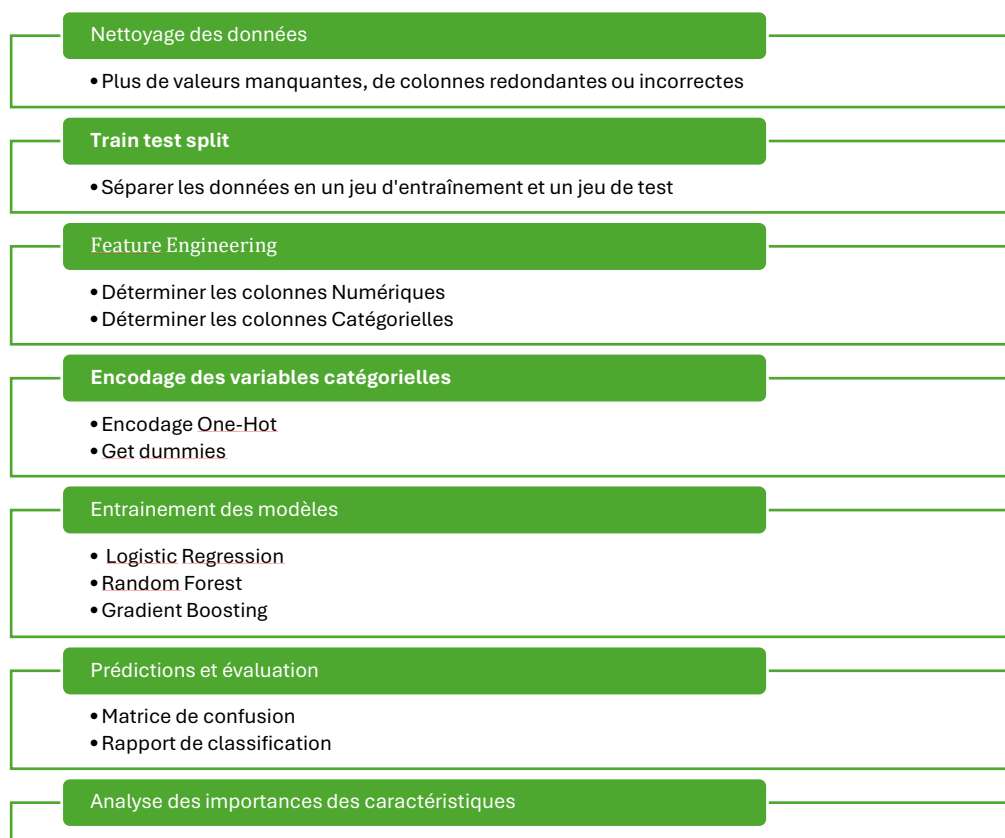 Nettoyage des données
• Plus de valeurs manquantes, de colonnes redondantes ou incorrectes
Train test split
• Séparer les données en un jeu d'entraînement et un jeu de test
Feature Engineering
• Déterminer les colonnes Numériques
• Déterminer les colonnes Catégorielles
Encodage des variables catégorielles
• Encodage One-Hot
• Get dummies
Entrainement des modèles
• Logistic Regression
• Random Forest
• Gradient Boosting
Prédictions et évaluation
• Matrice de confusion
• Rapport de classification
Analyse des importances des caractéristiques